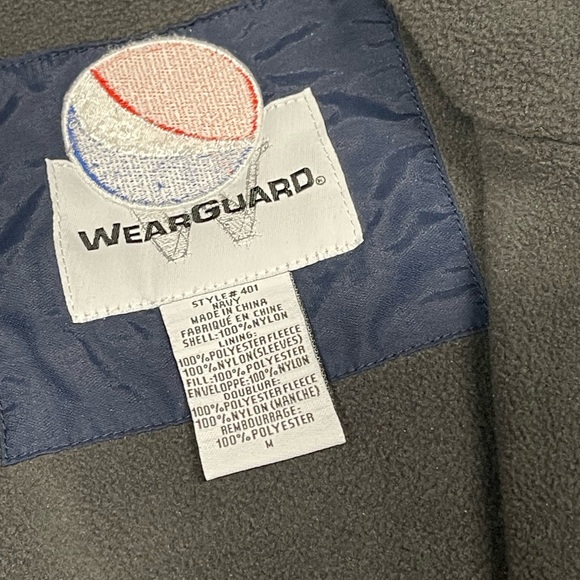 WEARGUARD®
STYLE# 401
NAVY
MADE IN CHINA
FABRIQUÉ EN CHINE
SHELL:100%NYLON
LINING:
100%POLYESTER FLEECE
100%NYLON(SLEEVES)
FILL:100%POLYESTER
ENVELOPPE:100%NYLON
DOUBLURE:
100%POLYESTER FLEECE
100%NYLON(MANCHE)
REMBOURRAGE:
100%POLYESTER
M